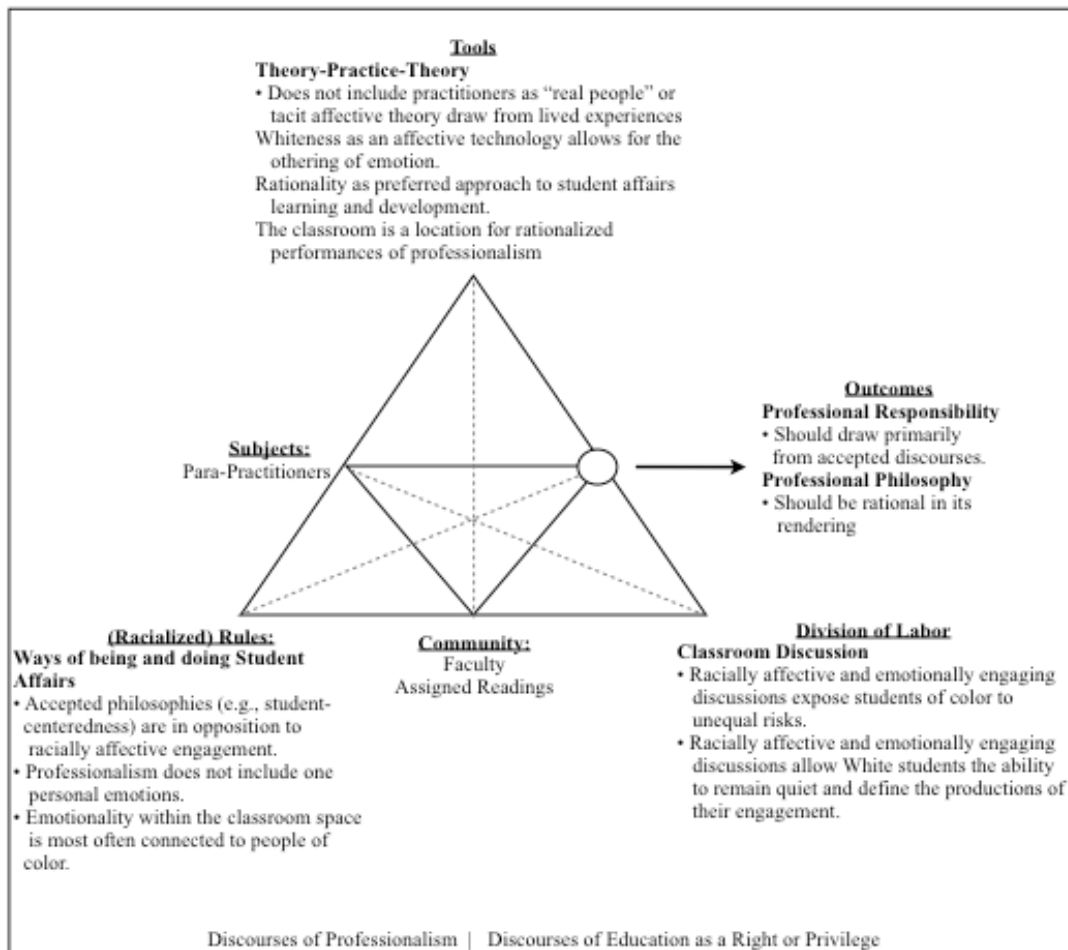 Tools
Theory-Practice-Theory
• Does not include practitioners as “real people” or
tacit affective theory draw from lived experiences
Whiteness as an affective technology allows for the
othering of emotion.
Rationality as preferred approach to student affairs
learning and development.
The classroom is a location for rationalized
performances of professionalism
Subjects:
Para-Practitioners
Outcomes
Professional Responsibility
• Should draw primarily
from accepted discourses.
Professional Philosophy
• Should be rational in its
rendering
(Racialized) Rules:
Ways of being and doing Student
Affairs
• Accepted philosophies (e.g., student-
centeredness) are in opposition to
racially affective engagement.
• Professionalism does not include one
personal emotions.
• Emotionality within the classroom space
is most often connected to people of
color.
Community:
Faculty
Assigned Readings
Division of Labor
Classroom Discussion
• Racially affective and emotionally engaging
discussions expose students of color to
unequal risks.
• Racially affective and emotionally engaging
discussions allow White students the ability
to remain quiet and define the productions of
their engagement.
Discourses of Professionalism | Discourses of Education as a Right or Privilege